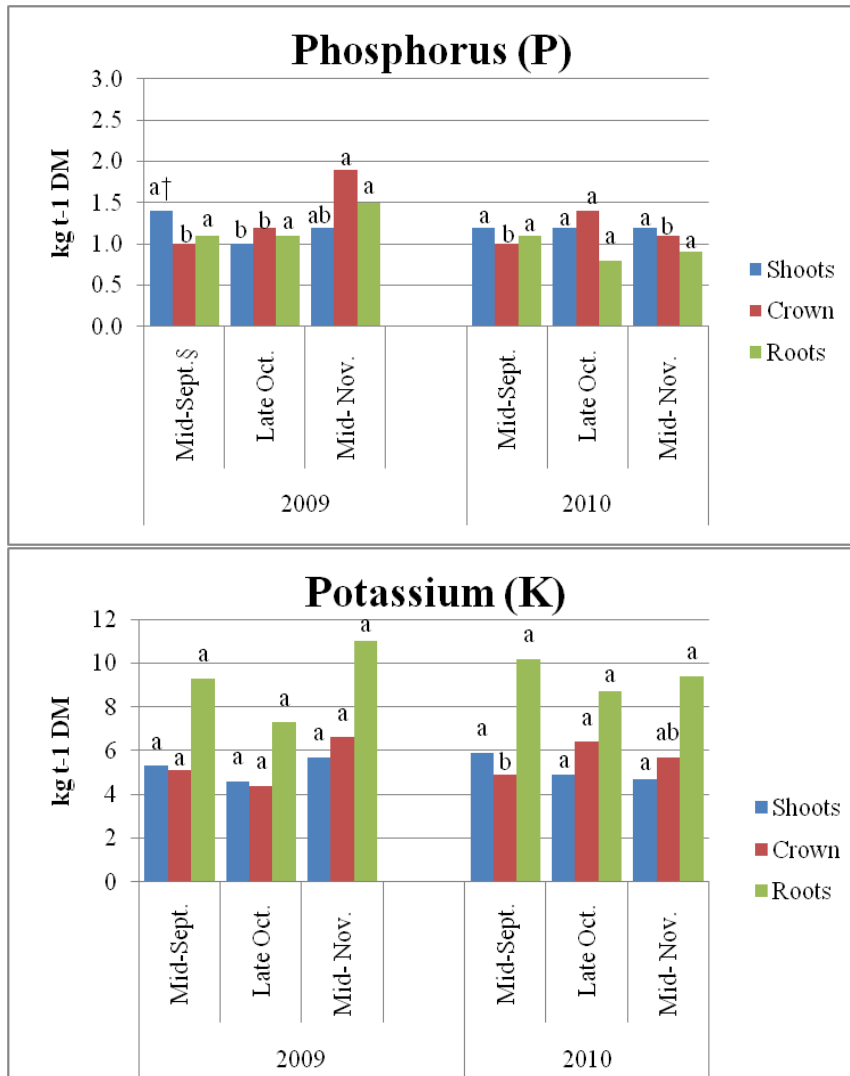 Phosphorus (P)
kg t-1 DM
3.0
2.5
2.0
1.5
1.0
0.5
0.0
a†
b
a
b
b
a
ab
a
a
a
b
a
a
a
a
a
b
a
Mid-Sept.§
Late Oct.
Mid- Nov.
Mid-Sept.
Late Oct.
Mid- Nov.
2009
2010
Shoots
Crown
Roots
Potassium (K)
kg t-1 DM
12
10
8
6
4
2
0
a
a
a
a
a
a
a
a
a
a
b
a
a
a
a
a
ab
a
Mid-Sept.
Late Oct.
Mid- Nov.
Mid-Sept.
Late Oct.
Mid- Nov.
2009
2010
Shoots
Crown
Roots